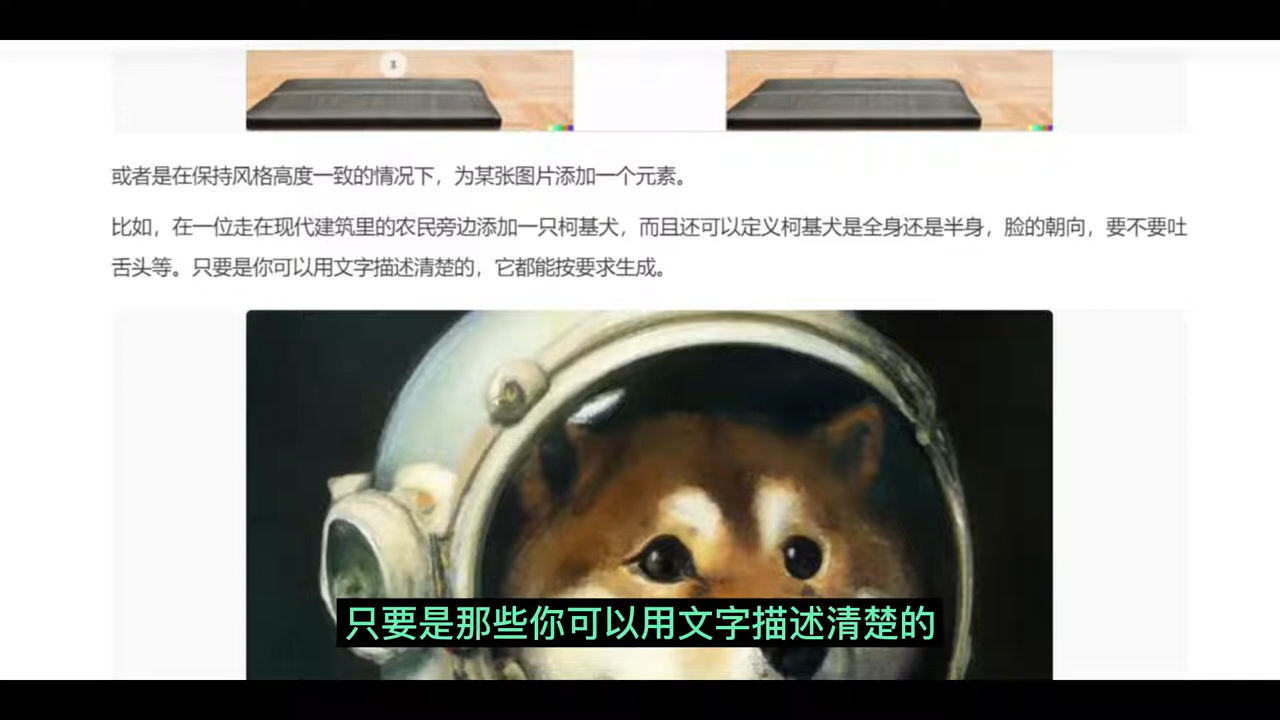 或者是在保持风格高度一致的情况下，为某张图片添加一个元素。
比如，在一位走在现代建筑里的农民旁边添加一只柯基犬，而且还可以定义柯基犬是全身还是半身，脸的朝向，要不要吐
舌头等。只要是你可以用文字描述清楚的，它都能按要求生成。
只要是那些你可以用文字描述清楚的